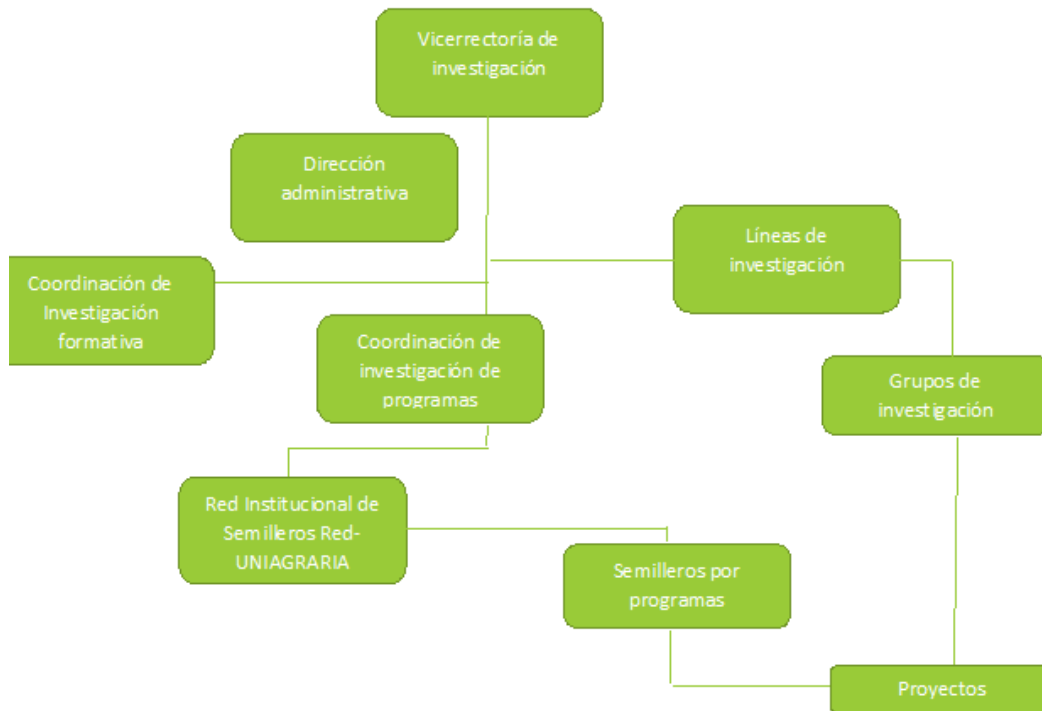 Vicerrectoría de
investigación
Dirección
administrativa
Líneas de
investigación
Coordinación de
Investigación
formativa
Coordinación de
investigación de
programas
Grupos de
investigación
Red Institucional de
Semilleros Red-
UNIAGRARIA
Semilleros por
programas
Proyectos